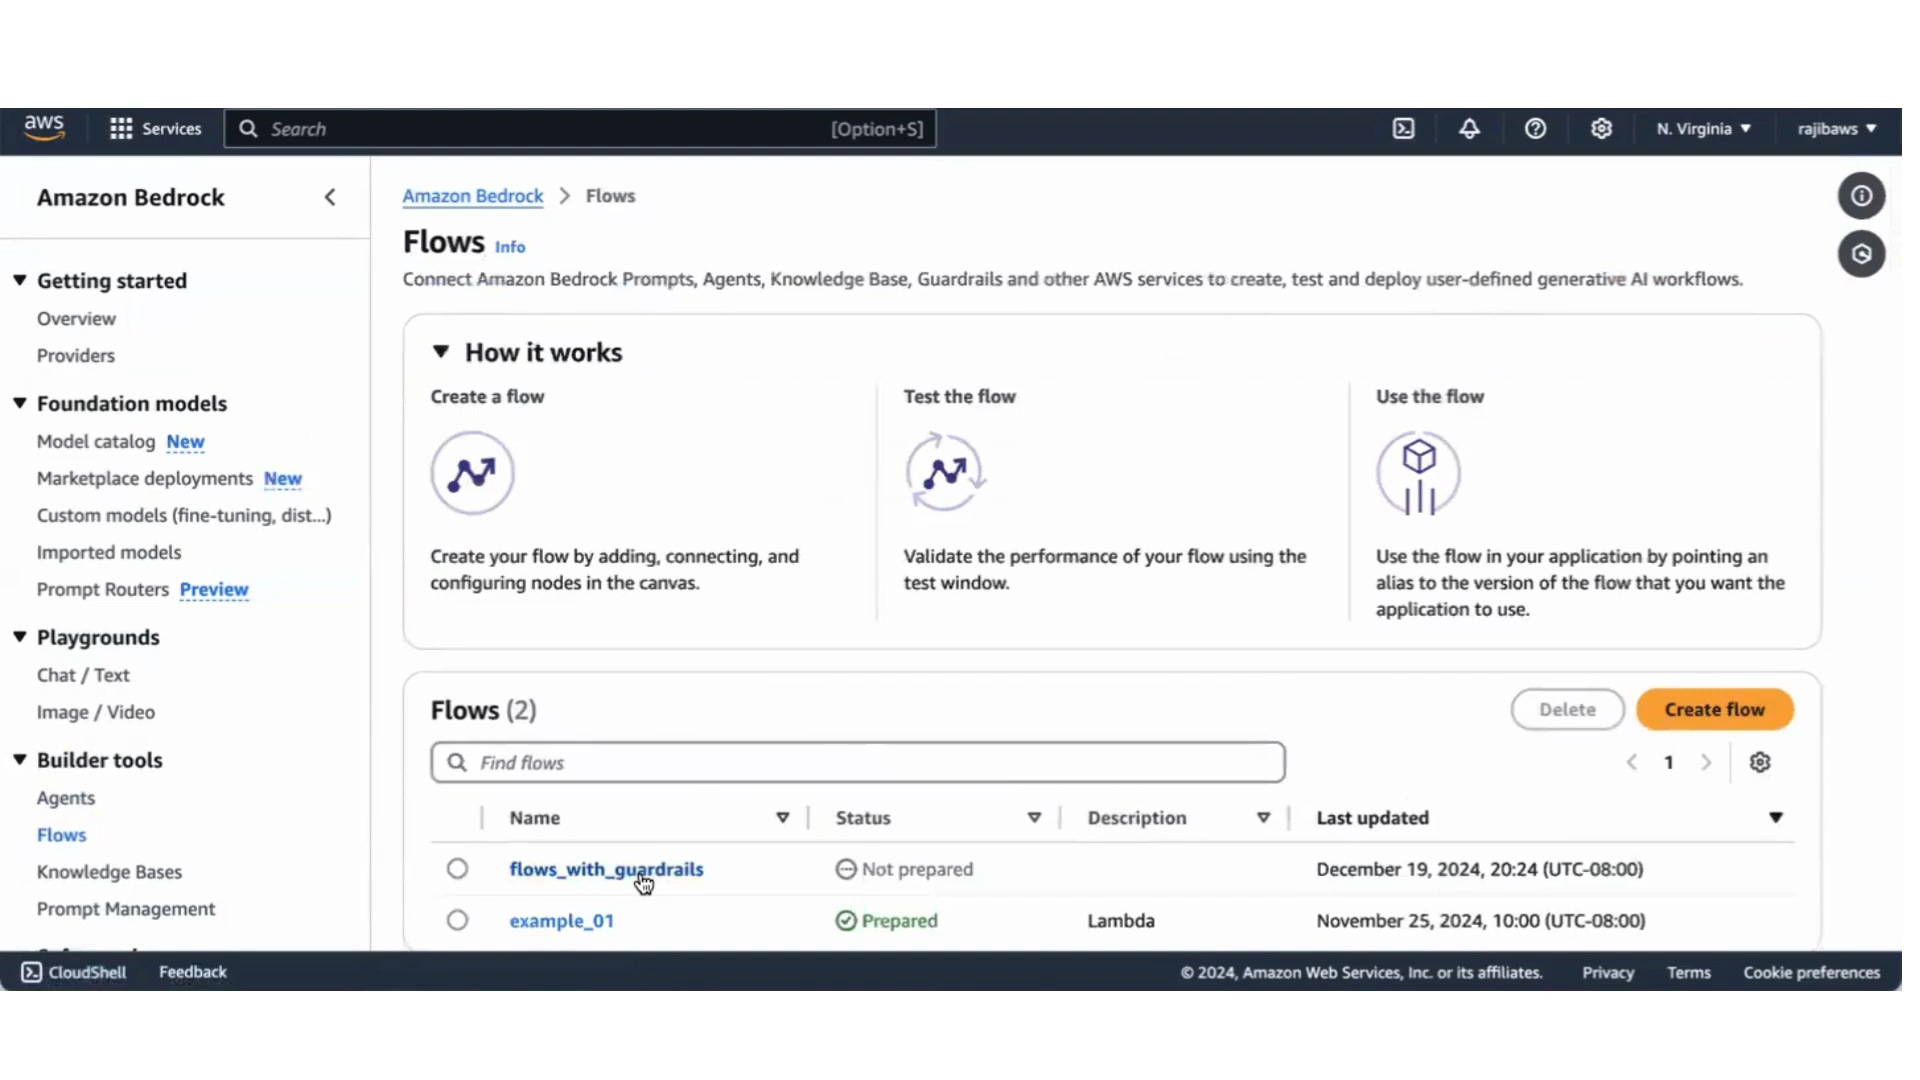 aws
Services
Search [Option+S]
N. Virginia
rajibaws
Amazon Bedrock
Getting started
Overview
Providers
Foundation models
Model catalog New
Marketplace deployments New
Custom models (fine-tuning, dist...)
Imported models
Prompt Routers Preview
Playgrounds
Chat / Text
Image / Video
Builder tools
Agents
Flows
Knowledge Bases
Prompt Management
Amazon Bedrock > Flows
Flows Info
Connect Amazon Bedrock Prompts, Agents, Knowledge Base, Guardrails and other AWS services to create, test and deploy user-defined generative AI workflows.
How it works
Create a flow
Create your flow by adding, connecting, and
configuring nodes in the canvas.
Test the flow
Validate the performance of your flow using the
test window.
Use the flow
Use the flow in your application by pointing an
alias to the version of the flow that you want the
application to use.
Flows (2)
Delete
Create flow
Find flows
1
Name Status Description Last updated
flows_with_guardrails Not prepared December 19, 2024, 20:24 (UTC-08:00)
example_01 Prepared Lambda November 25, 2024, 10:00 (UTC-08:00)
CloudShell Feedback © 2024, Amazon Web Services, Inc. or its affiliates. Privacy Terms Cookie preferences